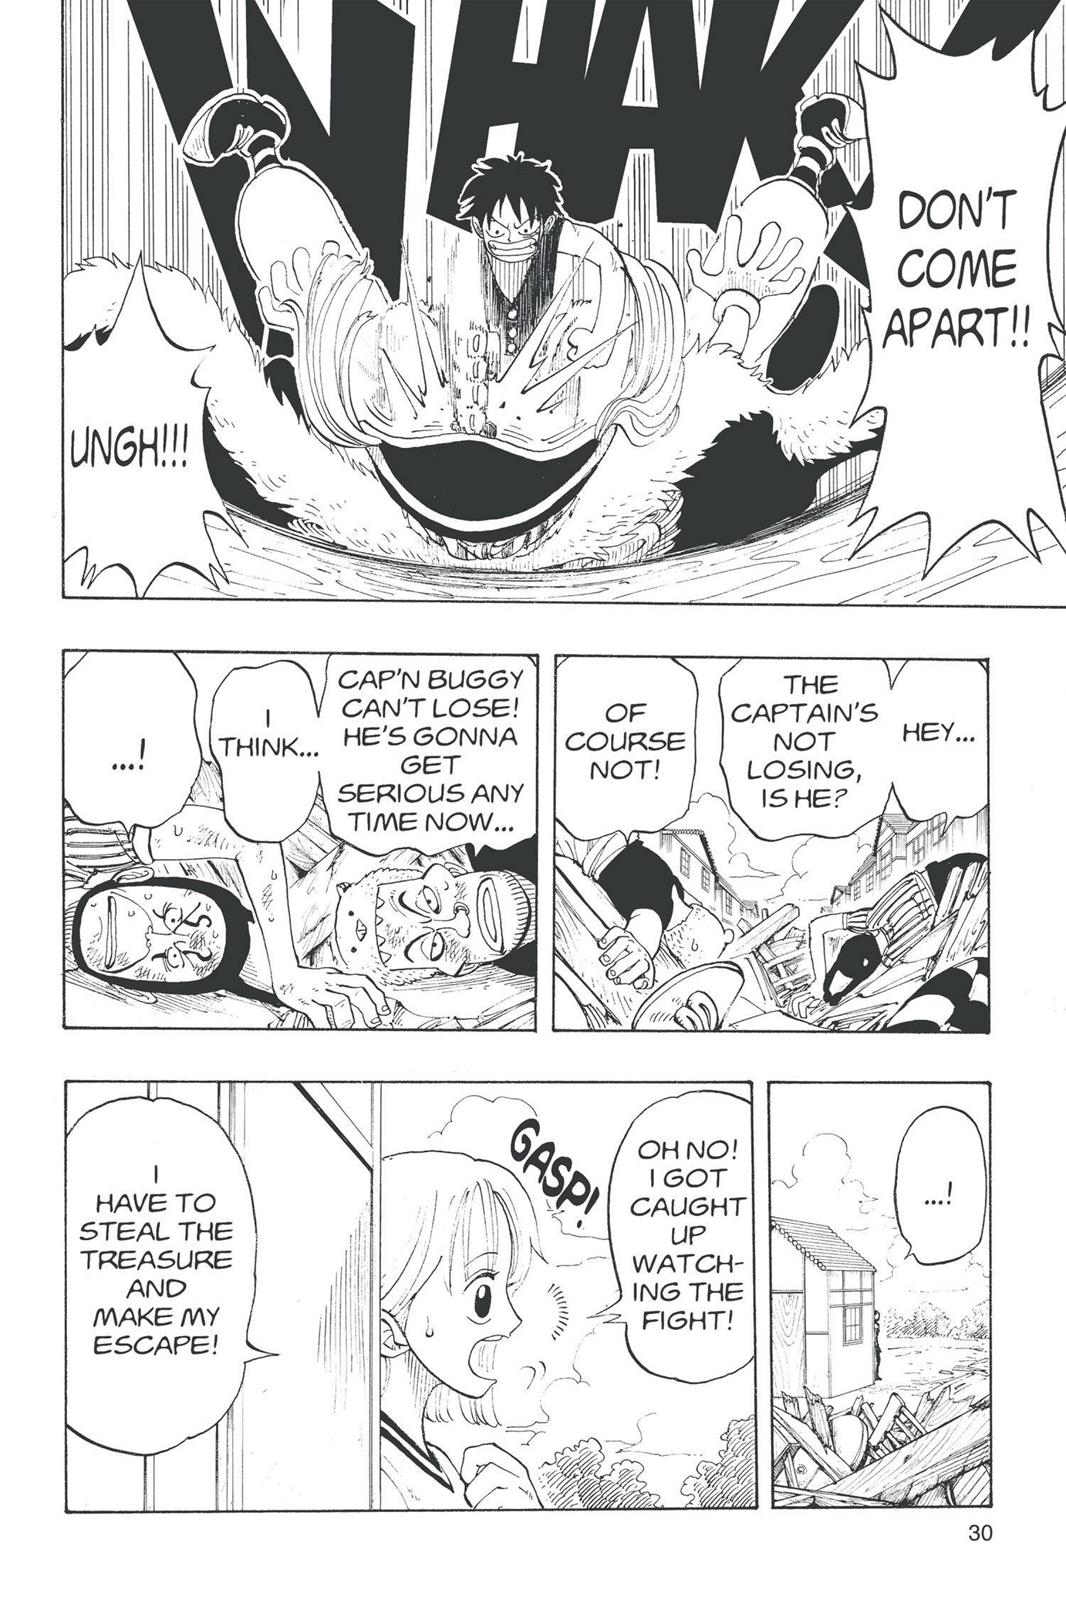 WHAK
DON'T
COME
APART!!
UNGH!!!
HEY...
THE
CAPTAIN'S
NOT
LOSING,
IS HE?
OF
COURSE
NOT!
CAP'N BUGGY
CAN'T LOSE!
HE'S GONNA
GET
SERIOUS ANY
TIME NOW...
I
THINK...
...!
...!
OH NO!
I GOT
CAUGHT
UP
WATCH-
ING THE
FIGHT!
GASP!
I
HAVE TO
STEAL THE
TREASURE
AND
MAKE MY
ESCAPE!
30